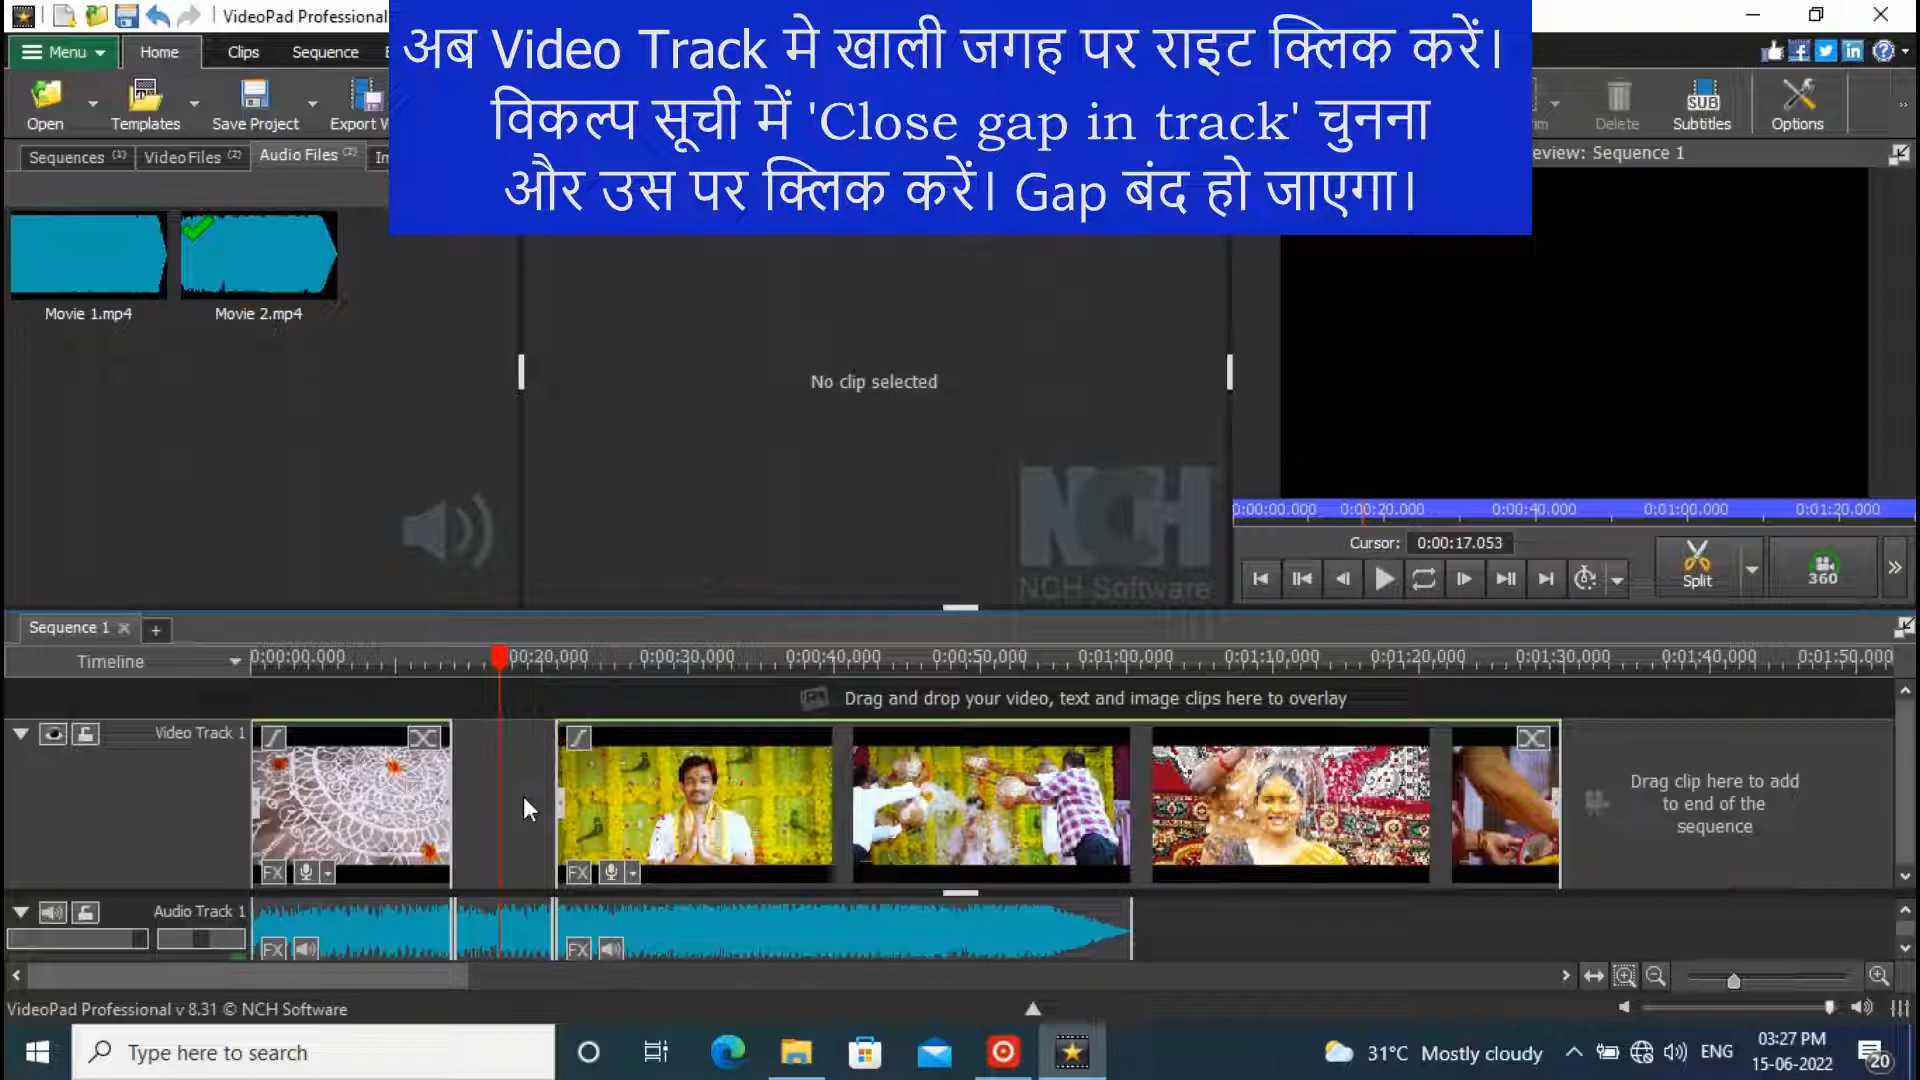 VideoPad Professional
अब Video Track मे खाली जगह पर राइट क्लिक करें।
विकल्प सूची में 'Close gap in track' चुनना
और उस पर क्लिक करें। Gap बंद हो जाएगा।
Menu Home Clips Sequence
Open Templates Save Project Export Delete SUB Subtitles Options
Sequences (1) Video Files (2) Audio Files (2)
eview: Sequence 1
Movie 1.mp4 Movie 2.mp4
No clip selected
NCH
NCH Software
0:00:00.000 0:00:20.000 0:00:40.000 0:01:00.000 0:01:20.000
Cursor: 0:00:17.053
Split 360
Sequence 1
Timeline 0:00:00.000 00:20.000 0:00:30.000 0:00:40.000 0:00:50.000 0:01:00.000 0:01:10.000 0:01:20.000 0:01:30.000 0:01:40.000 0:01:50.000
Drag and drop your video, text and image clips here to overlay
Video Track 1
Drag clip here to add
to end of the
sequence
FX FX
Audio Track 1
FX FX
VideoPad Professional v 8.31 © NCH Software
Type here to search
31°C Mostly cloudy ENG
03:27 PM
15-06-2022
20